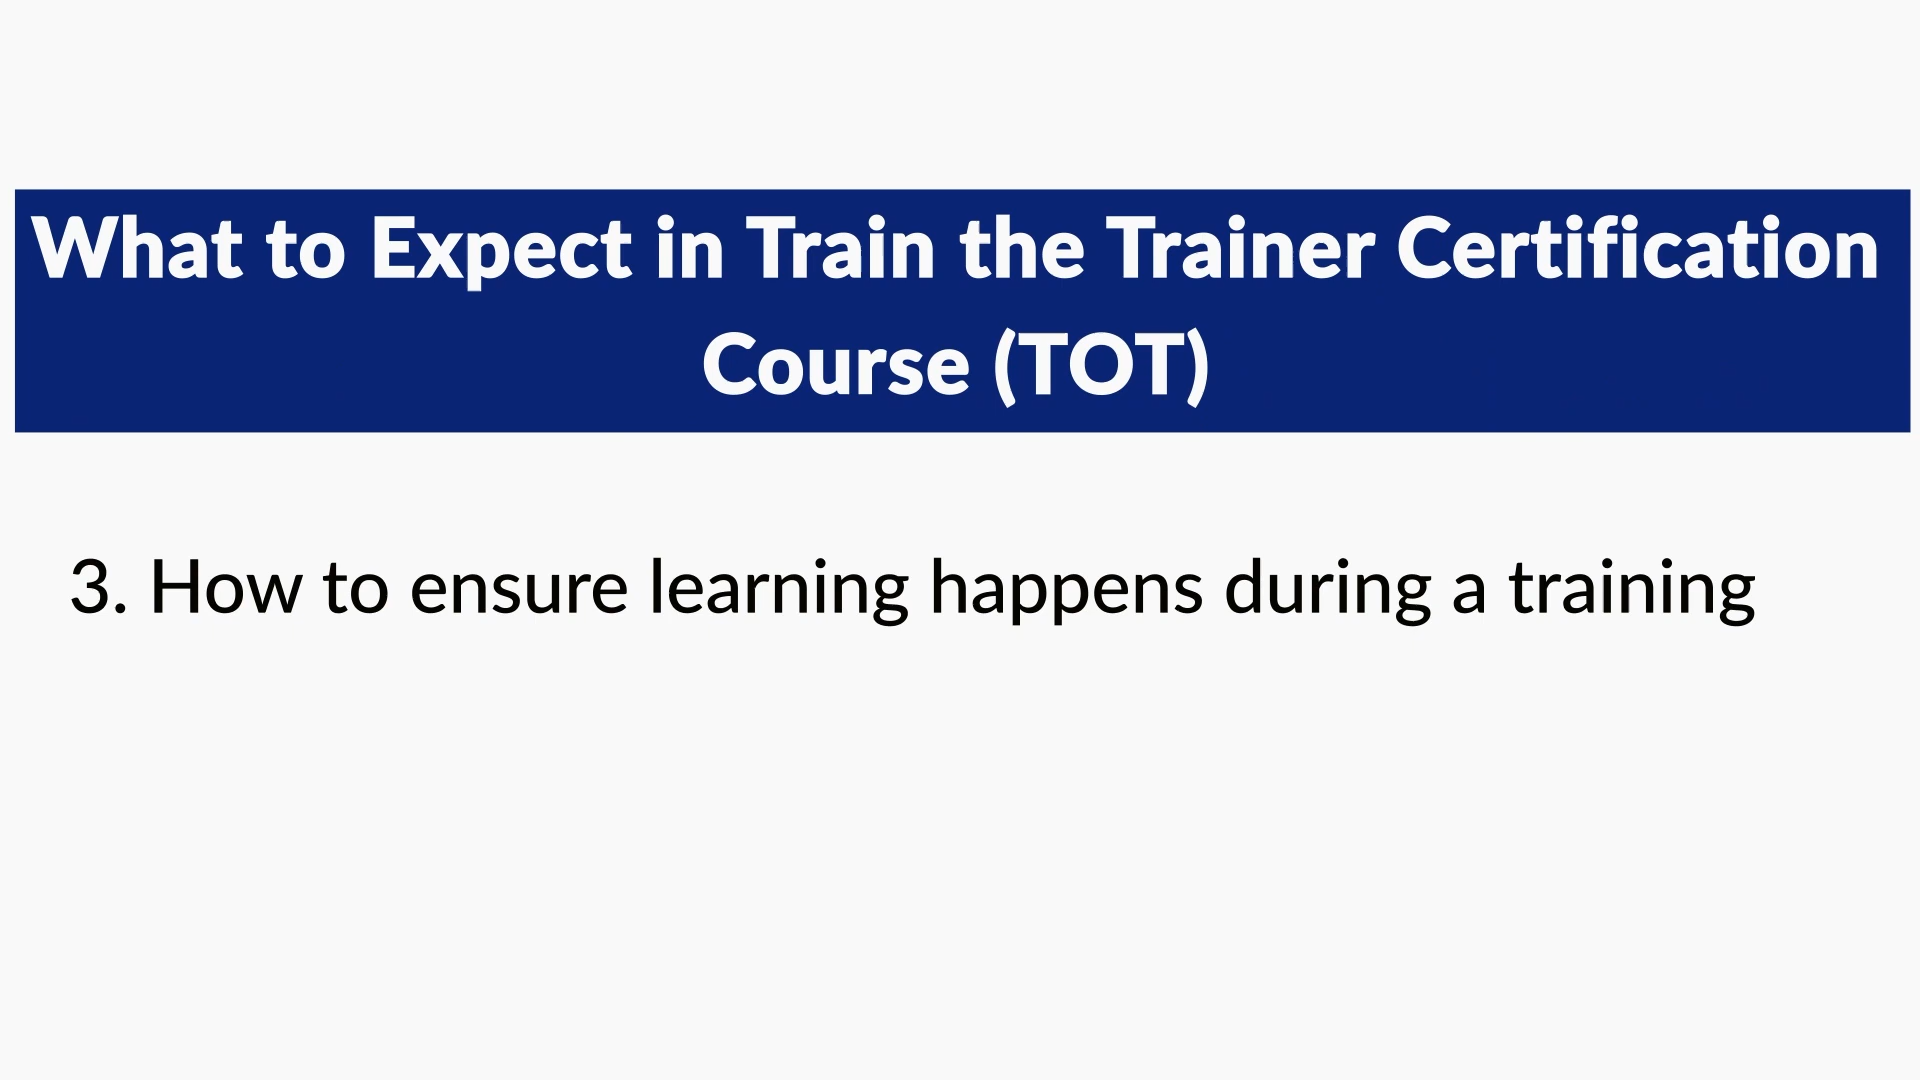 What to Expect in Train the Trainer Certification
Course (TOT)
3. How to ensure learning happens during a training